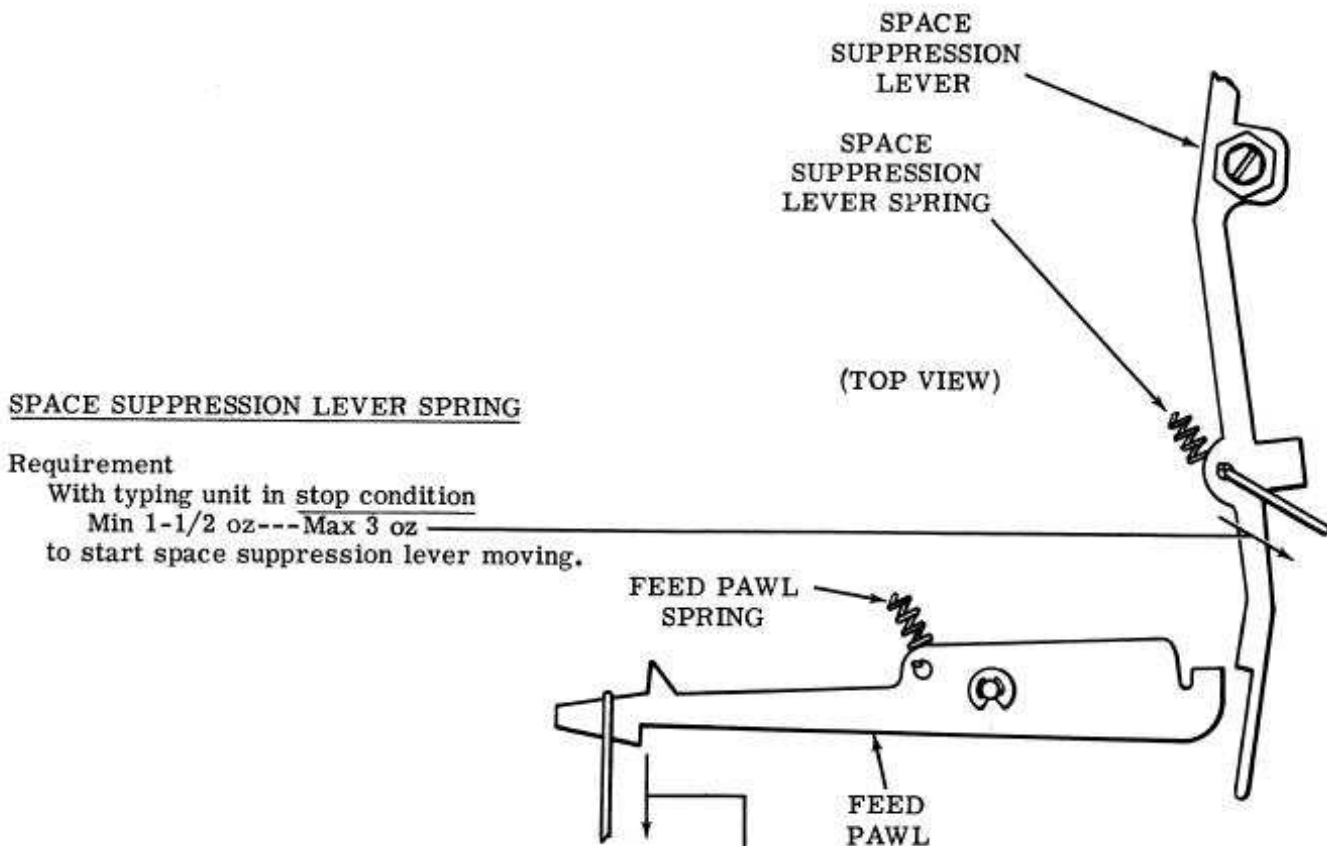 SPACE
SUPPRESSION
LEVER
SPACE
SUPPRESSION
LEVER SPRING
(TOP VIEW)
SPACE SUPPRESSION LEVER SPRING
Requirement
With typing unit in stop condition
Min 1-1/2 oz---Max 3 oz
to start space suppression lever moving.
FEED PAWL
SPRING
FEED
PAWL